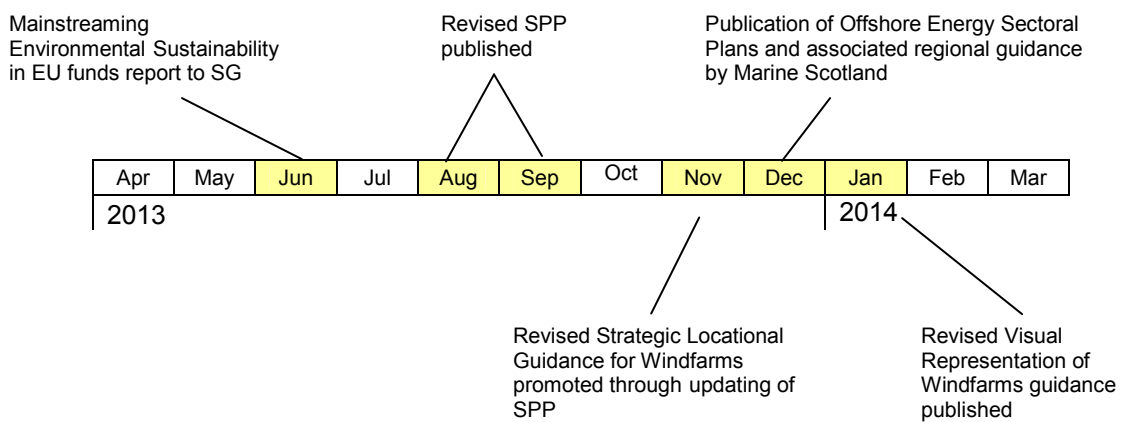 Mainstreaming
Environmental Sustainability
in EU funds report to SG
Revised SPP
published
Publication of Offshore Energy Sectoral
Plans and associated regional guidance
by Marine Scotland
Apr May Jun Jul Aug Sep Oct Nov Dec Jan Feb Mar
2013 2014
Revised Strategic Locational
Guidance for Windfarms
promoted through updating of
SPP
Revised Visual
Representation of
Windfarms guidance
published